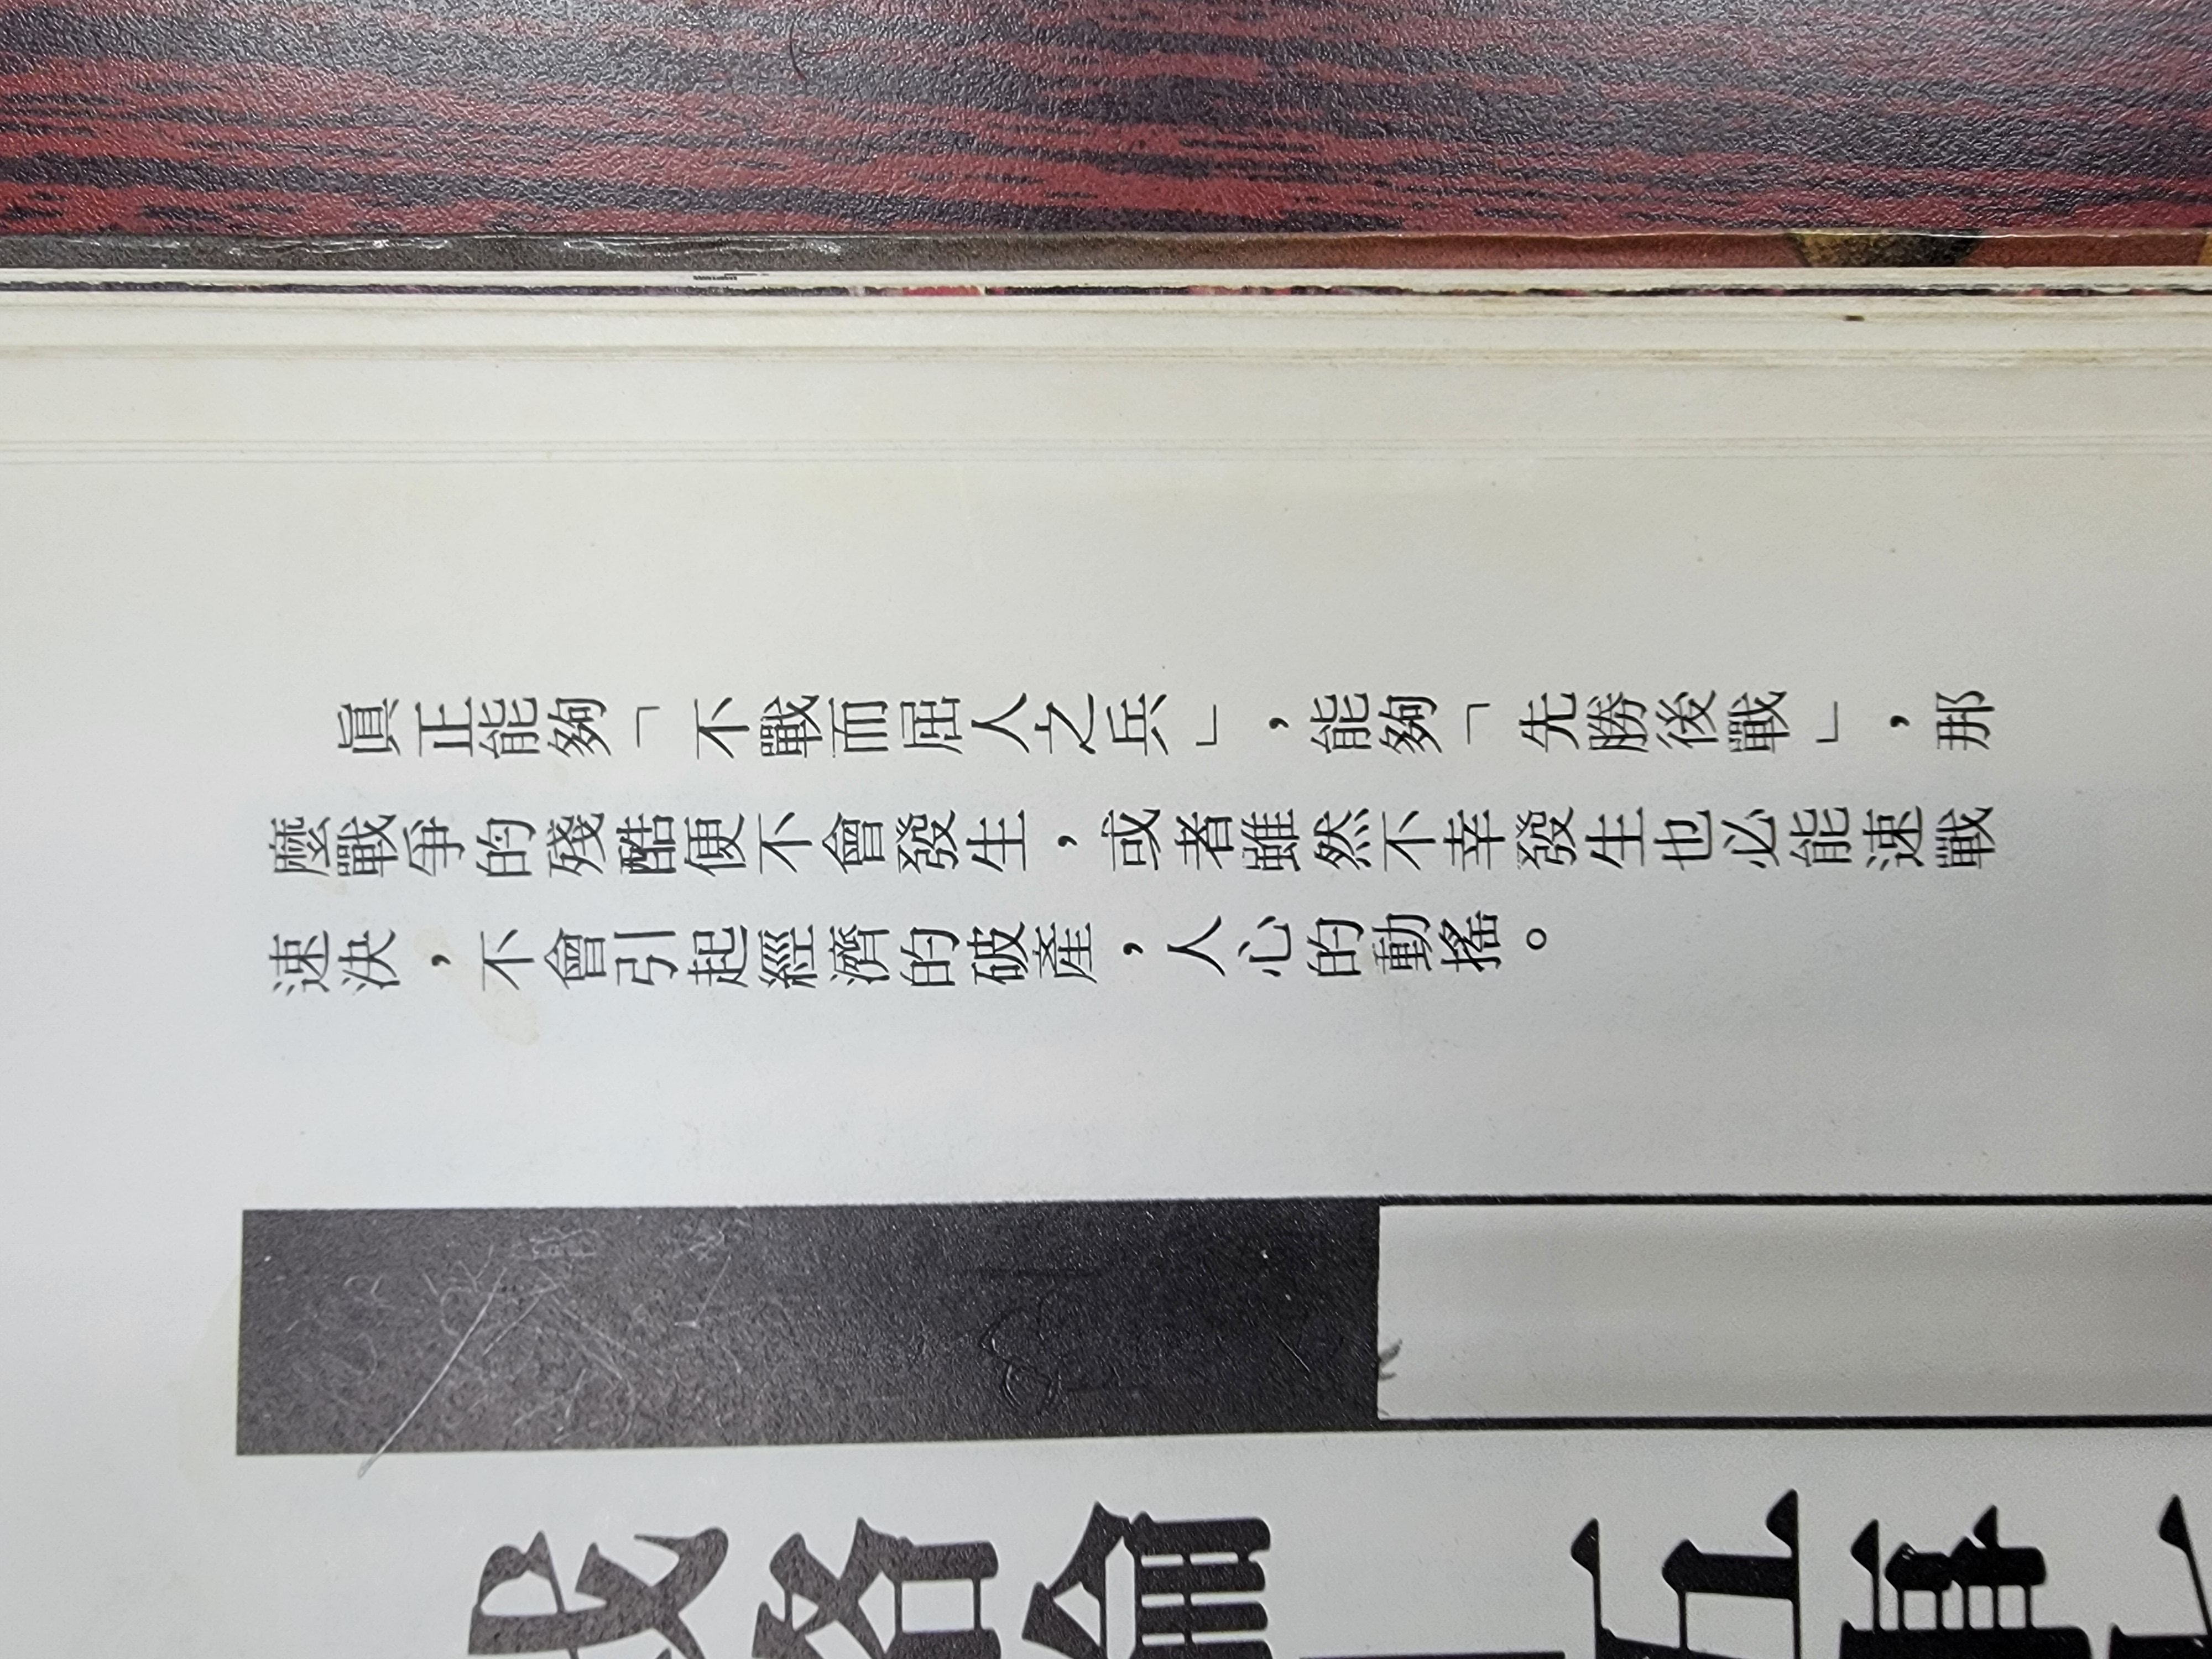 眞正能夠「不戰而屈人之兵」，能夠「先勝後戰」，那
麼戰爭的殘酷便不會發生，或者雖然不幸發生也必能速戰
速決，不會引起經濟的破產，人心的動搖。
戰略論—五事七